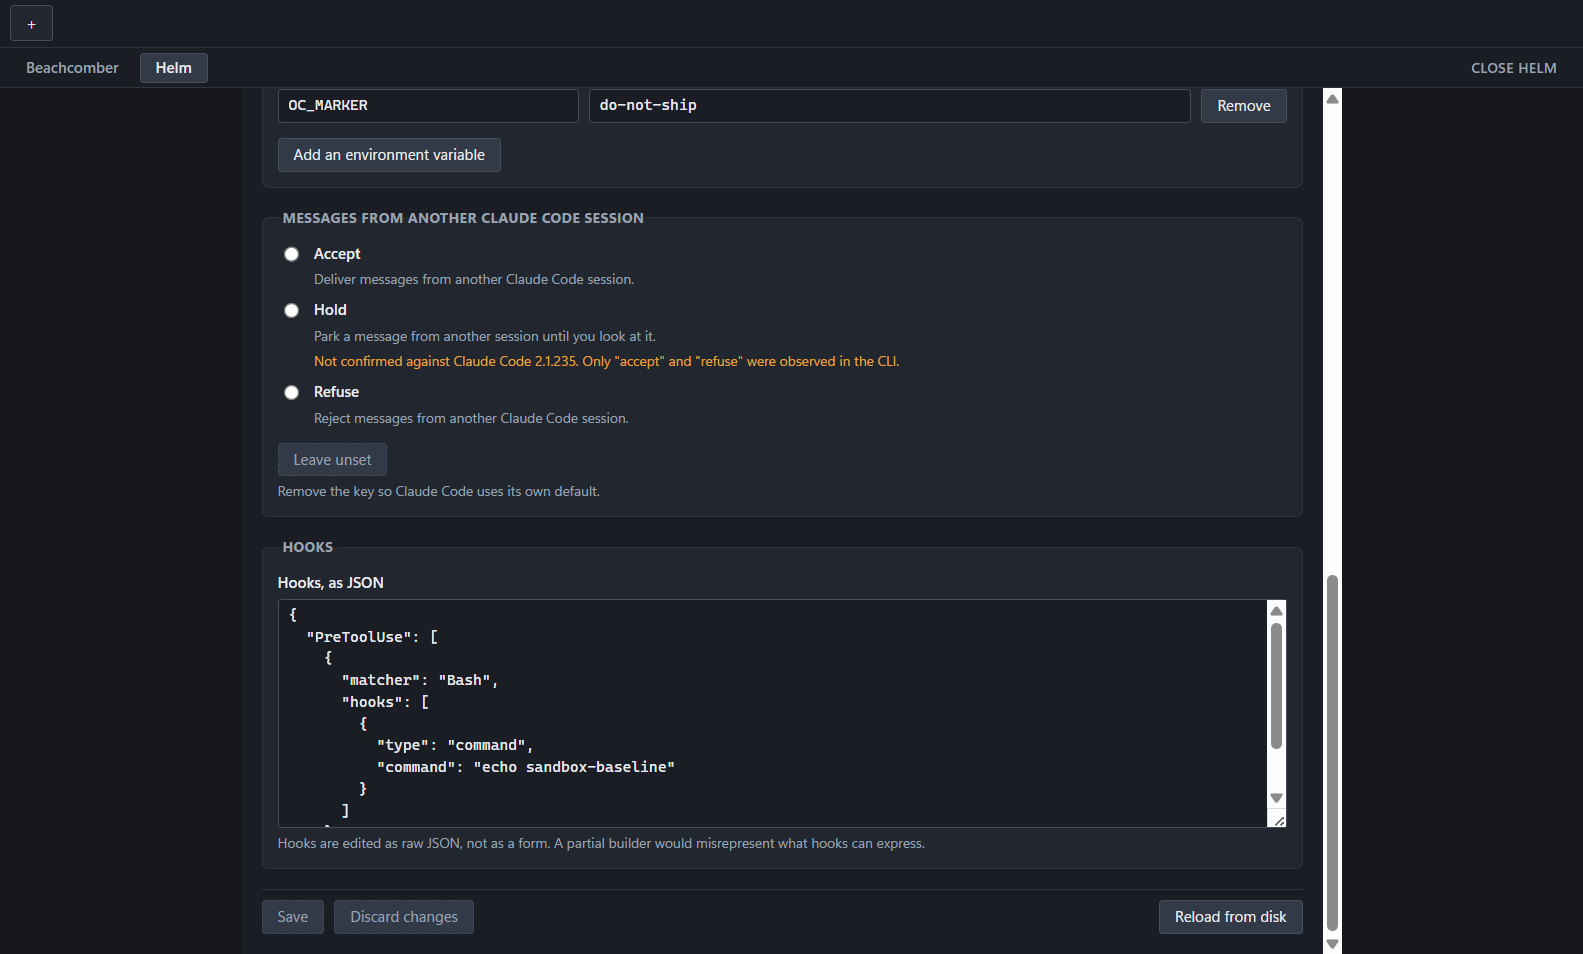 +
Beachcomber
Helm
CLOSE HELM
OC_MARKER
do-not-ship
Remove
Add an environment variable
MESSAGES FROM ANOTHER CLAUDE CODE SESSION
Accept
Deliver messages from another Claude Code session.
Hold
Park a message from another session until you look at it.
Not confirmed against Claude Code 2.1.235. Only "accept" and "refuse" were observed in the CLI.
Refuse
Reject messages from another Claude Code session.
Leave unset
Remove the key so Claude Code uses its own default.
HOOKS
Hooks, as JSON
{
  "PreToolUse": [
    {
      "matcher": "Bash",
      "hooks": [
        {
          "type": "command",
          "command": "echo sandbox-baseline"
        }
      ]
Hooks are edited as raw JSON, not as a form. A partial builder would misrepresent what hooks can express.
Save
Discard changes
Reload from disk